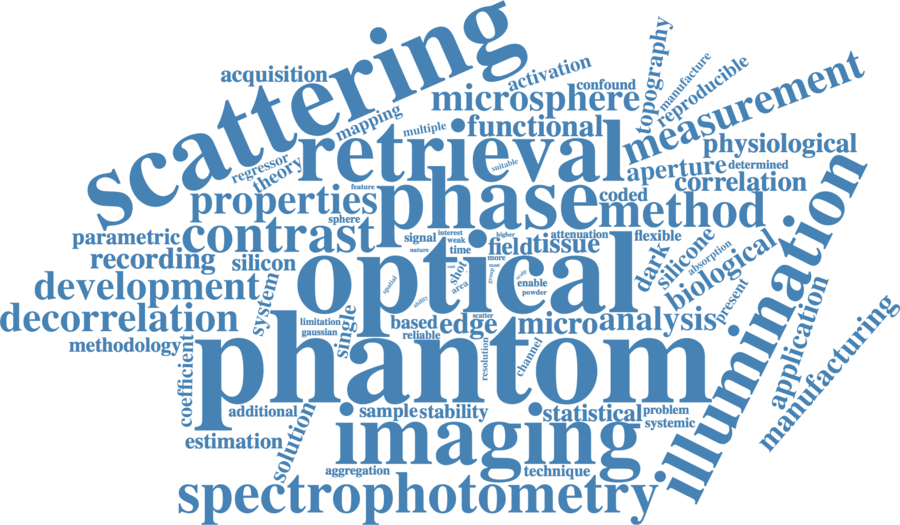 scattering
acquisition
activation
confound
topography
manufacture
reproducible
microsphere
mapping
multiple
functional
measurement
retrieval
suitable
physiological
regressor
theory
aperture
determined
correlation
feature
phase
coded
properties
sphere
method
parametric
contrast
signal
interest
weak
higher
attenuation
flexible
nature
time
field
tissue
recording
silicon
more
dark
silicone
absorption
biological
development
optical
spatial
shot
area
group
enable
powder
ability
system
present
illumination
decorrelation
limitation
gaussian
single
based
reliable
edge
scatter
micro
analysis
application
methodology
coefficient
resolution
channel
manufacturing
phantom
additional
sample
stability
statistical
problem
systemic
estimation
solution
imaging
aggregation
technique
spectrophotometry